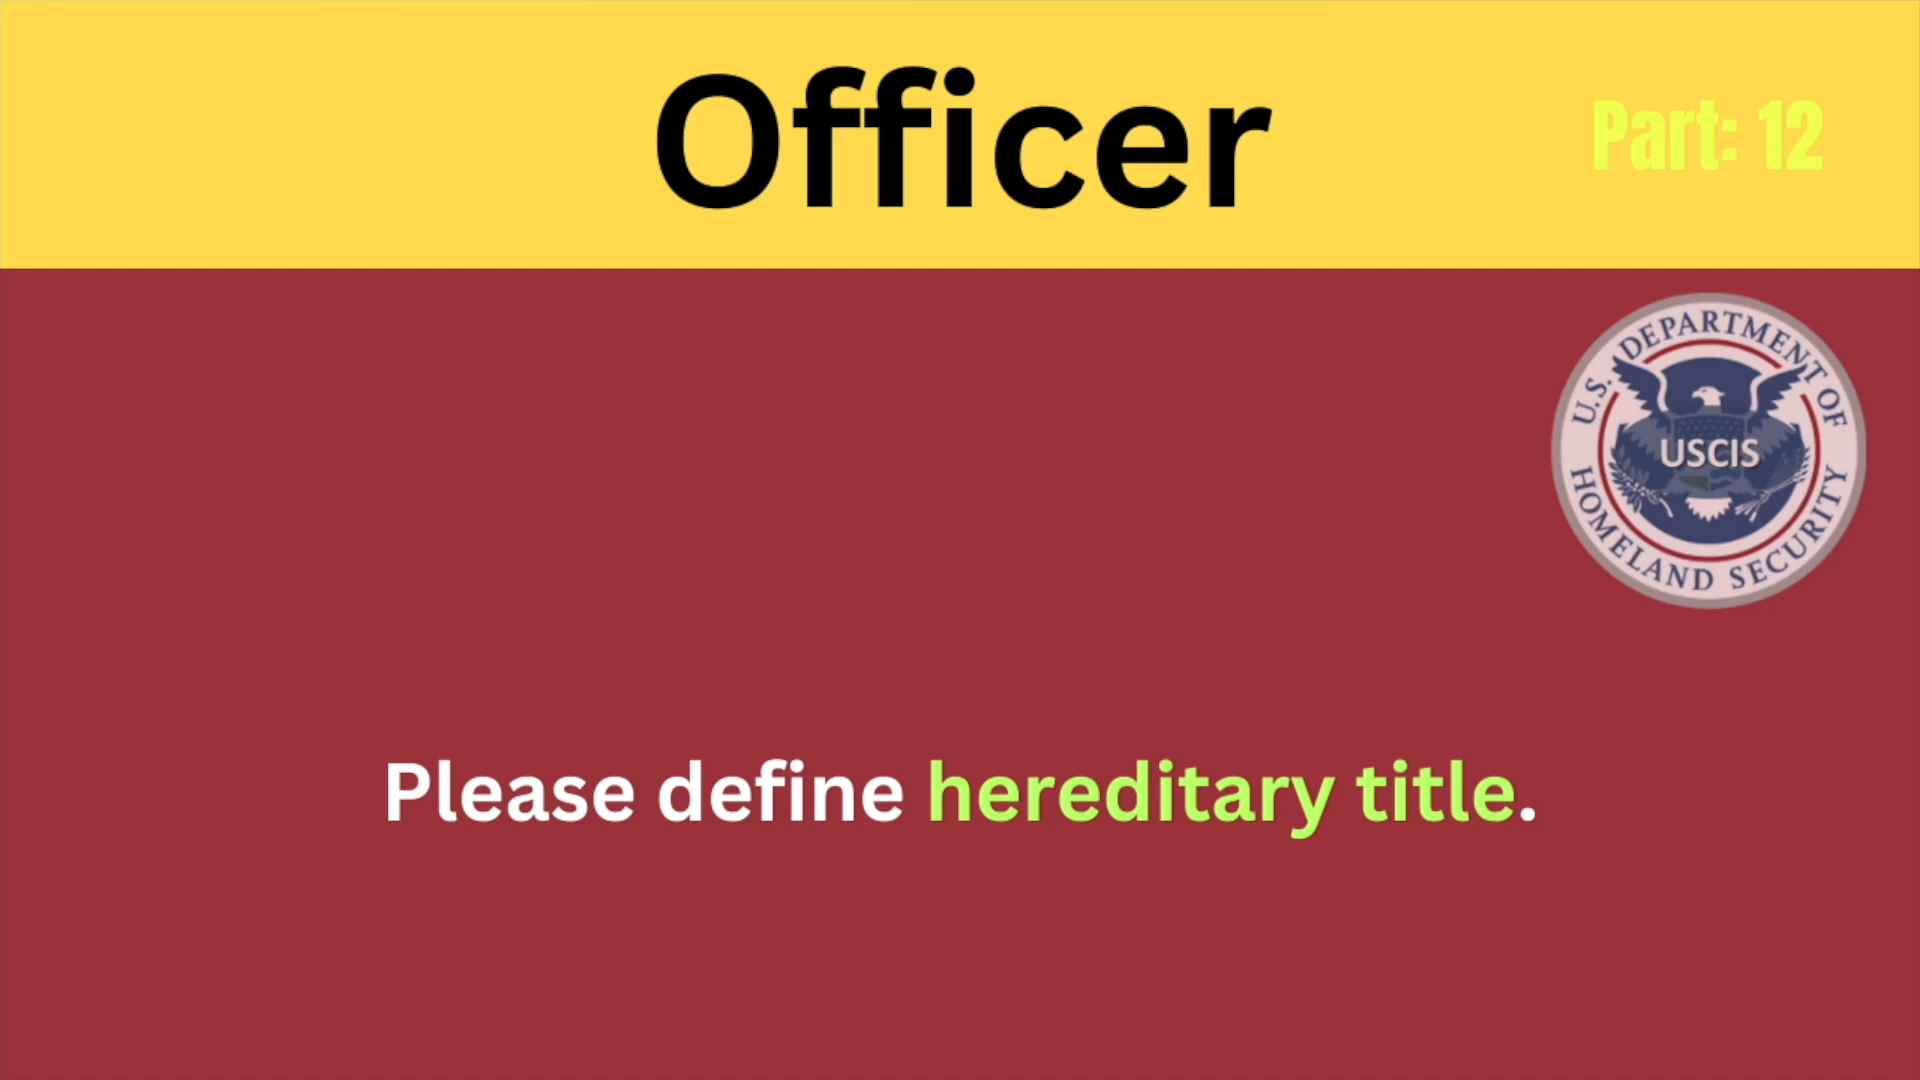 Officer
Part: 12
U.S. DEPARTMENT OF
USCIS
HOMELAND SECURITY
Please define hereditary title.